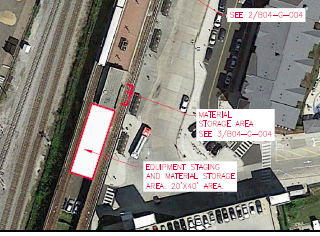 SEE 2/B04-G-004
MATERIAL
STORAGE AREA
SEE 3/B04-G-004
EQUIPMENT STAGING
AND MATERIAL STORAGE
AREA. 20'X40' AREA.